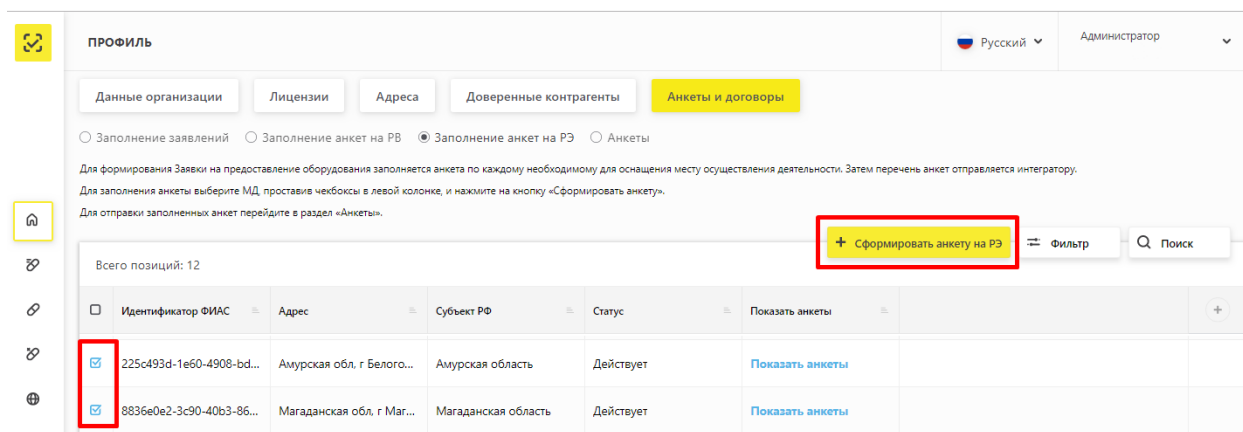 ПРОФИЛЬ
Русский
Администратор
Данные организации
Лицензии
Адреса
Доверенные контрагенты
Анкеты и договоры
Заполнение заявлений
Заполнение анкет на РВ
Заполнение анкет на РЭ
Анкеты
Для формирования Заявки на предоставление оборудования заполняется анкета по каждому необходимому для оснащения месту осуществления деятельности. Затем перечень анкет отправляется интегратору.
Для заполнения анкеты выберите МД, проставив чекбоксы в левой колонке, и нажмите на кнопку «Сформировать анкету».
Для отправки заполненных анкет перейдите в раздел «Анкеты».
+ Сформировать анкету на РЭ
Фильтр
Поиск
Всего позиций: 12
Идентификатор ФИАС
Адрес
Субъект РФ
Статус
Показать анкеты
225c493d-1e60-4908-bd...
Амурская обл, г Белого...
Амурская область
Действует
Показать анкеты
8836e0e2-3c90-40b3-86...
Магаданская обл, г Маг...
Магаданская область
Действует
Показать анкеты